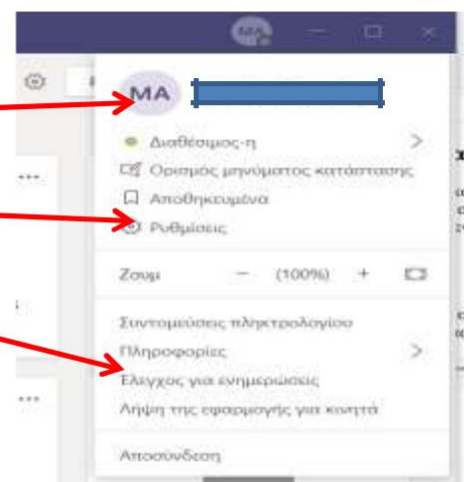 MA
MA
Διαθέσιμος-η
Ορισμός μηνύματος κατάστασης
Αποθηκευμένα
Ρυθμίσεις
Ζουμ − (100%) +
Συντομεύσεις πληκτρολογίου
Πληροφορίες
Έλεγχος για ενημερώσεις
Λήψη της εφαρμογής για κινητά
Αποσύνδεση